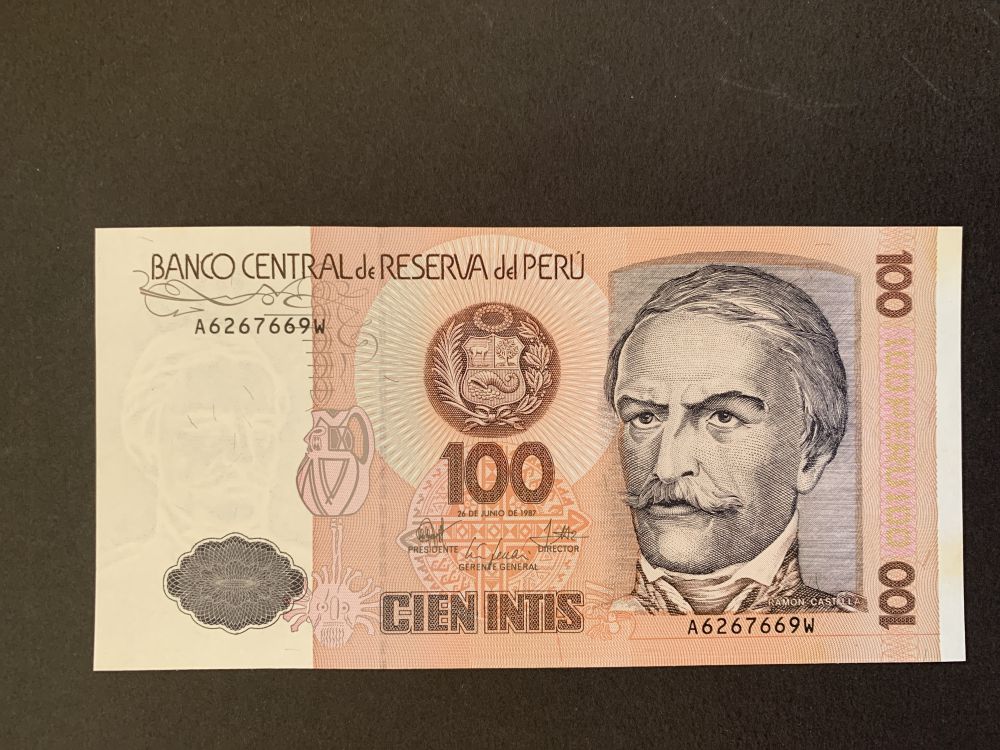 BANCO CENTRAL de RESERVA del PERÚ
A6267669W
100
26 DE JUNIO DE 1987
PRESIDENTE
DIRECTOR
GERENTE GENERAL
CIEN INTIS
RAMON CASTILLA
A6267669W
100
100